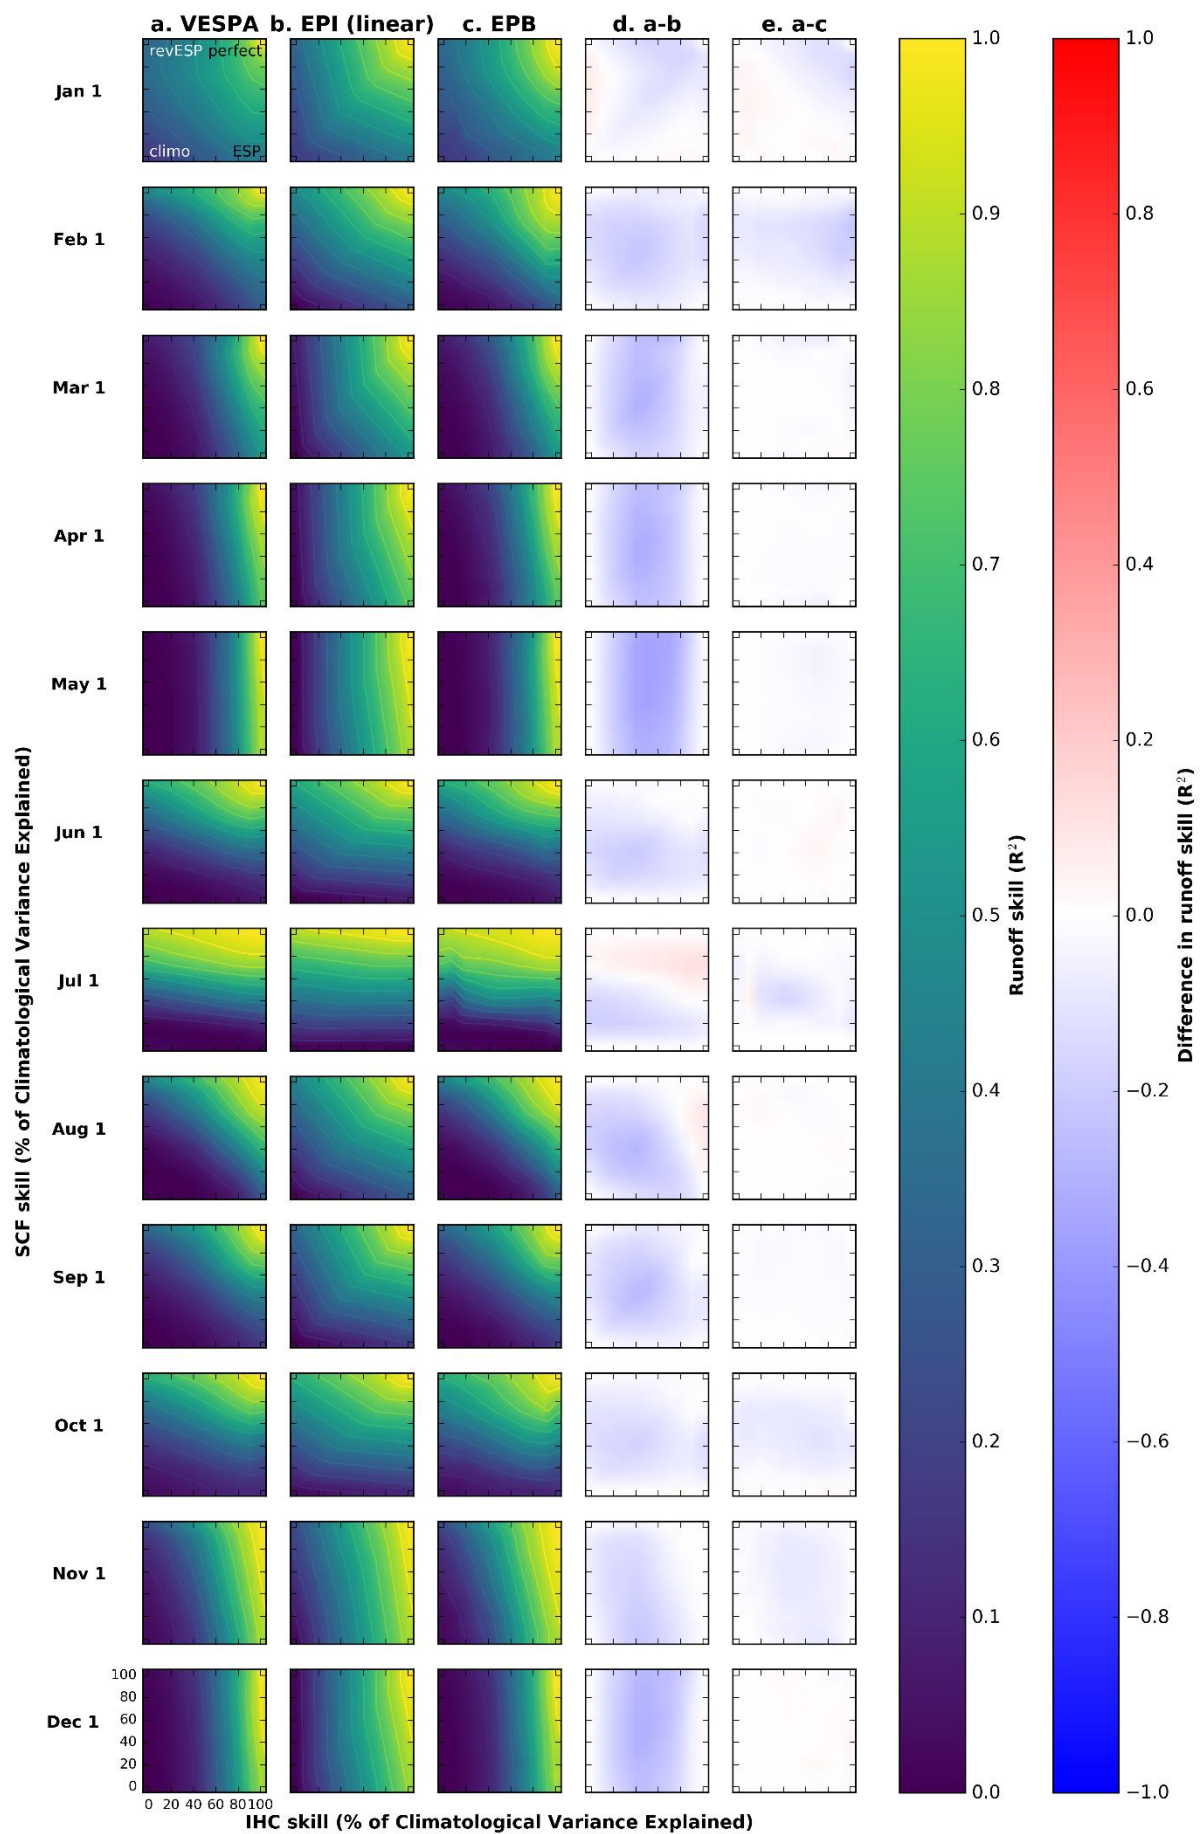 a. VESPA b. EPI (linear) c. EPB d. a-b e. a-c
revESP perfect
climo ESP
Jan 1
Feb 1
Mar 1
Apr 1
May 1
Jun 1
Jul 1
Aug 1
Sep 1
Oct 1
Nov 1
Dec 1
100
80
60
40
20
0
0 20 40 60 80 100
IHC skill (% of Climatological Variance Explained)
SCF skill (% of Climatological Variance Explained)
1.0
0.9
0.8
0.7
0.6
0.5
0.4
0.3
0.2
0.1
0.0
Runoff skill (R²)
1.0
0.8
0.6
0.4
0.2
0.0
−0.2
−0.4
−0.6
−0.8
−1.0
Difference in runoff skill (R²)